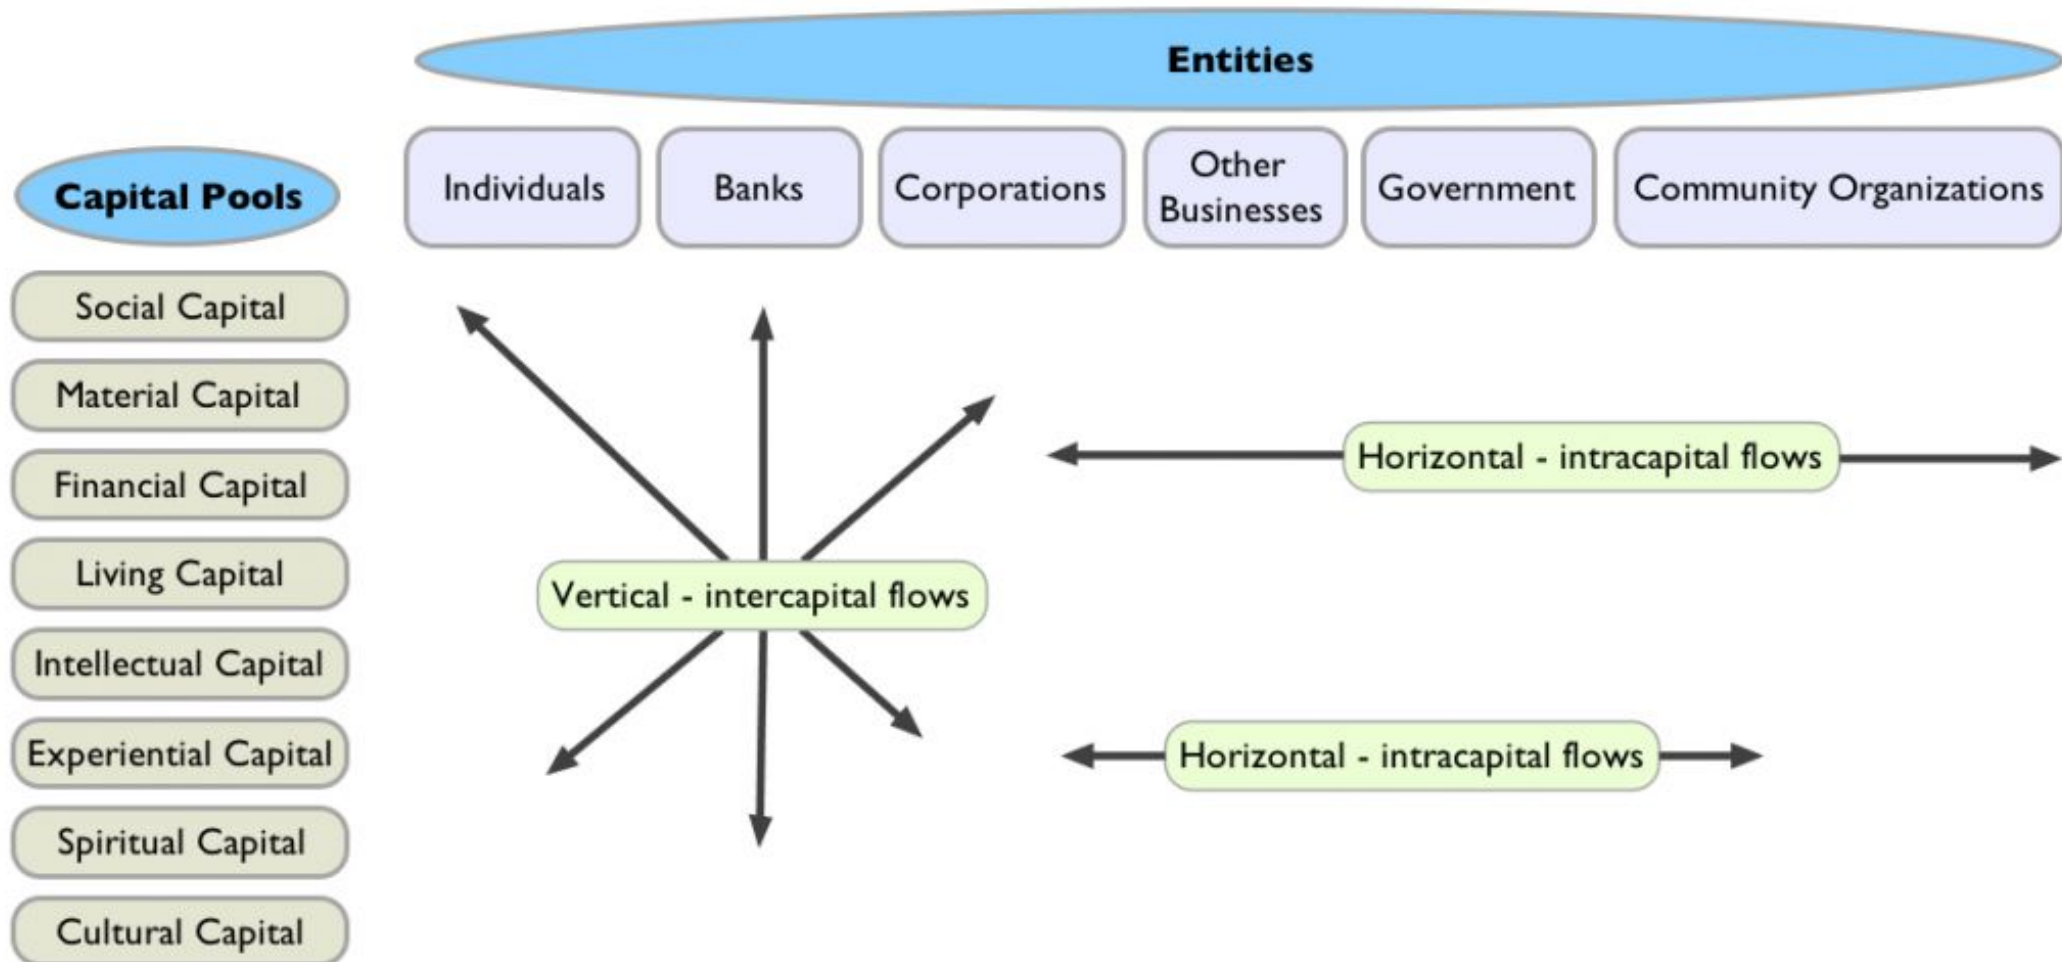 Entities
Capital Pools
Individuals
Banks
Corporations
Other
Businesses
Government
Community Organizations
Social Capital
Material Capital
Financial Capital
Living Capital
Intellectual Capital
Experiential Capital
Spiritual Capital
Cultural Capital
Vertical - intercapital flows
Horizontal - intracapital flows
Horizontal - intracapital flows